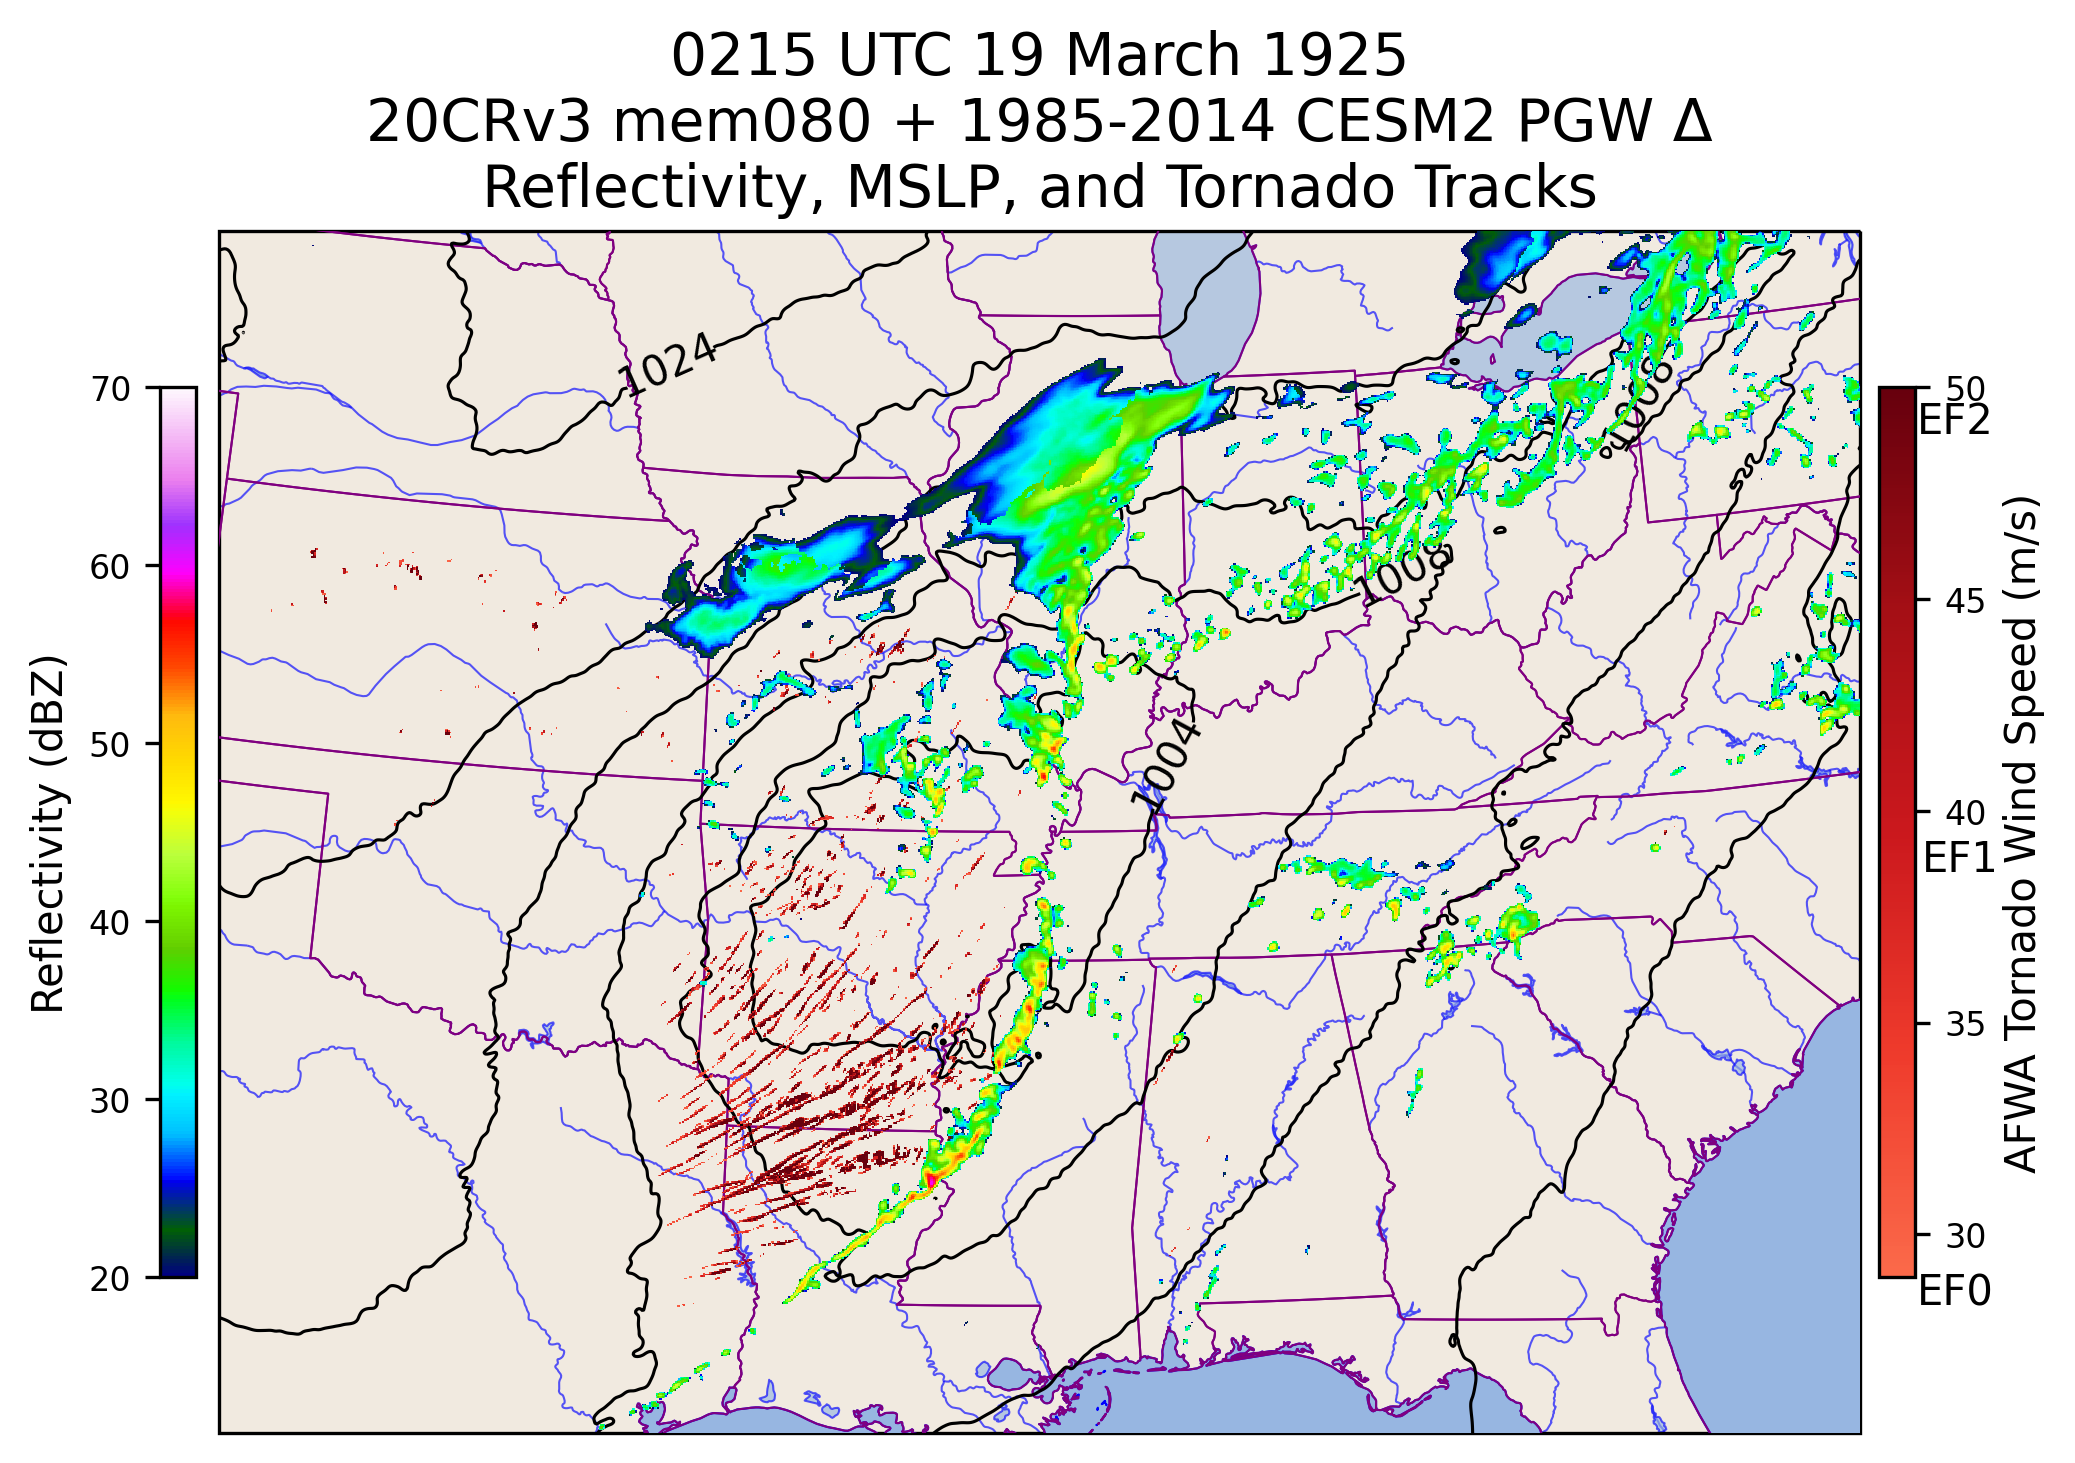 0215 UTC 19 March 1925
20CRv3 mem080 + 1985-2014 CESM2 PGW Δ
Reflectivity, MSLP, and Tornado Tracks
1024
1008
1008
1004
70
60
50
40
30
20
Reflectivity (dBZ)
50
EF2
45
40
EF1
35
30
EF0
AFWA Tornado Wind Speed (m/s)